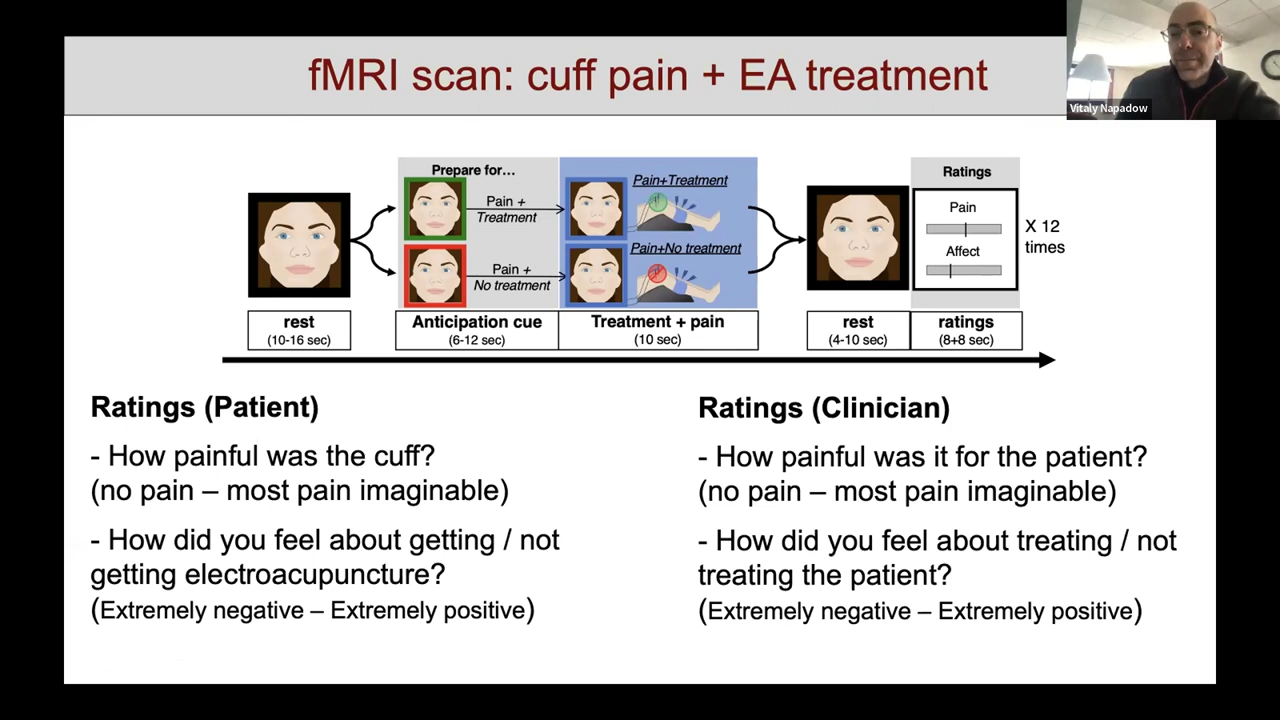 fMRI scan: cuff pain + EA treatment
Vitaly Napadow
Prepare for...
Pain +
Treatment
Pain +
No treatment
Pain+Treatment
Pain+No treatment
Ratings
Pain
Affect
X 12
times
rest
(10-16 sec)
Anticipation cue
(6-12 sec)
Treatment + pain
(10 sec)
rest
(4-10 sec)
ratings
(8+8 sec)
Ratings (Patient)
- How painful was the cuff?
(no pain – most pain imaginable)
- How did you feel about getting / not
getting electroacupuncture?
(Extremely negative – Extremely positive)
Ratings (Clinician)
- How painful was it for the patient?
(no pain – most pain imaginable)
- How did you feel about treating / not
treating the patient?
(Extremely negative – Extremely positive)